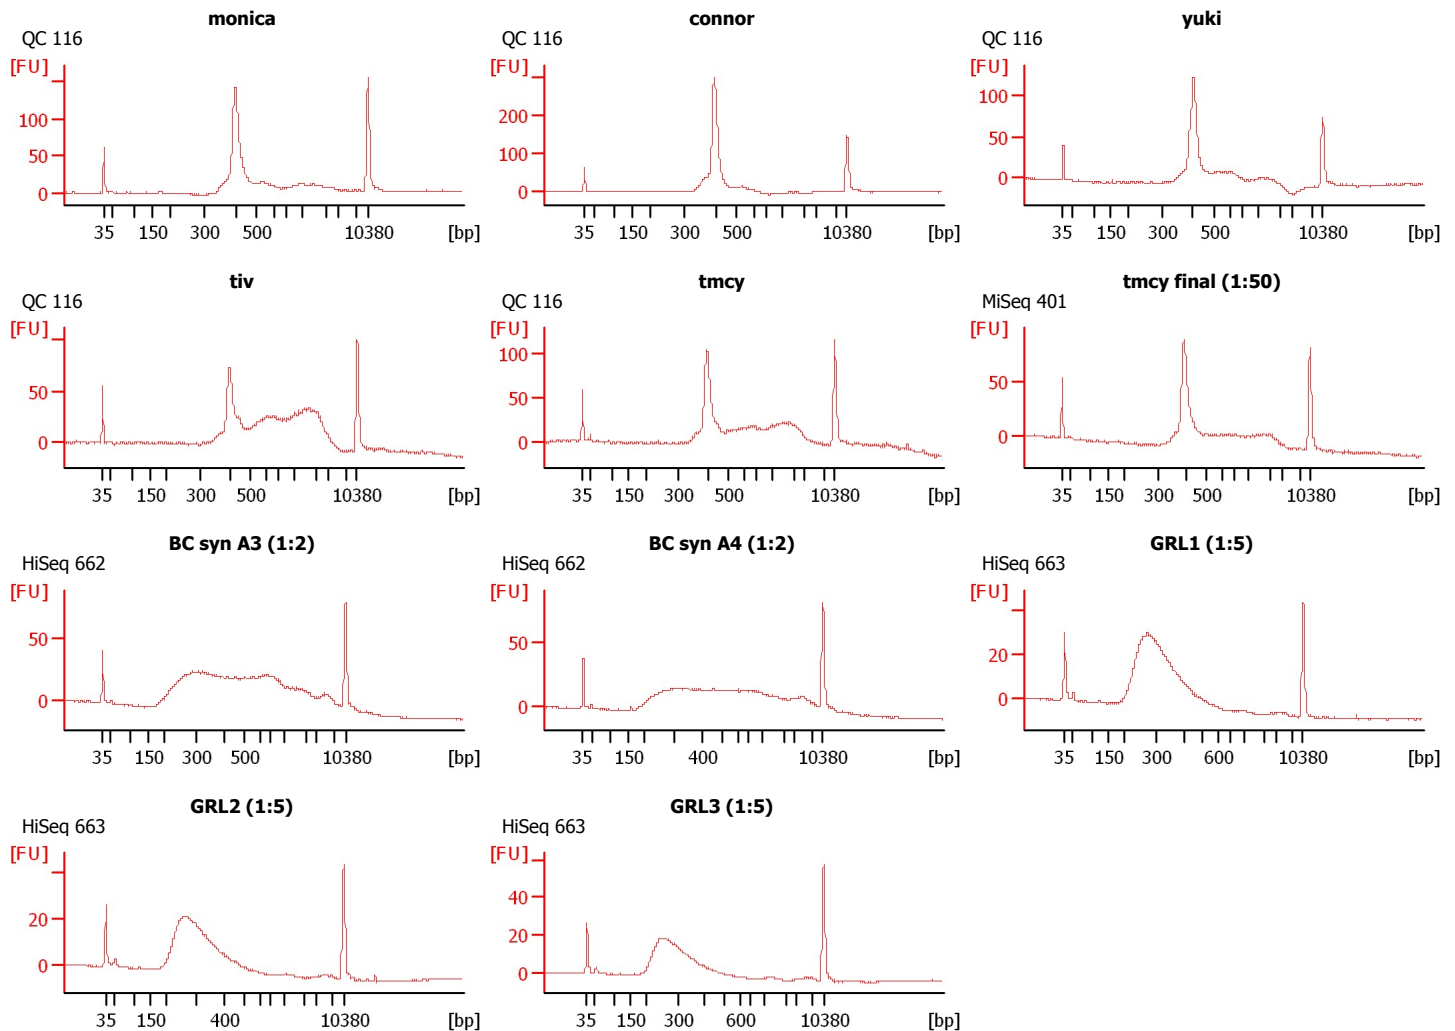 monica
QC 116
[FU]
100
50
0
35 150 300 500 10380 [bp]
connor
QC 116
[FU]
200
100
0
35 150 300 500 10380 [bp]
yuki
QC 116
[FU]
100
50
0
35 150 300 500 10380 [bp]
tiv
QC 116
[FU]
50
0
35 150 300 500 10380 [bp]
tmcy
QC 116
[FU]
100
50
0
35 150 300 500 10380 [bp]
tmcy final (1:50)
MiSeq 401
[FU]
50
0
35 150 300 500 10380 [bp]
BC syn A3 (1:2)
HiSeq 662
[FU]
50
0
35 150 300 500 10380 [bp]
BC syn A4 (1:2)
HiSeq 662
[FU]
50
0
35 150 400 10380 [bp]
GRL1 (1:5)
HiSeq 663
[FU]
20
0
35 150 300 600 10380 [bp]
GRL2 (1:5)
HiSeq 663
[FU]
20
0
35 150 400 10380 [bp]
GRL3 (1:5)
HiSeq 663
[FU]
40
20
0
35 150 300 600 10380 [bp]